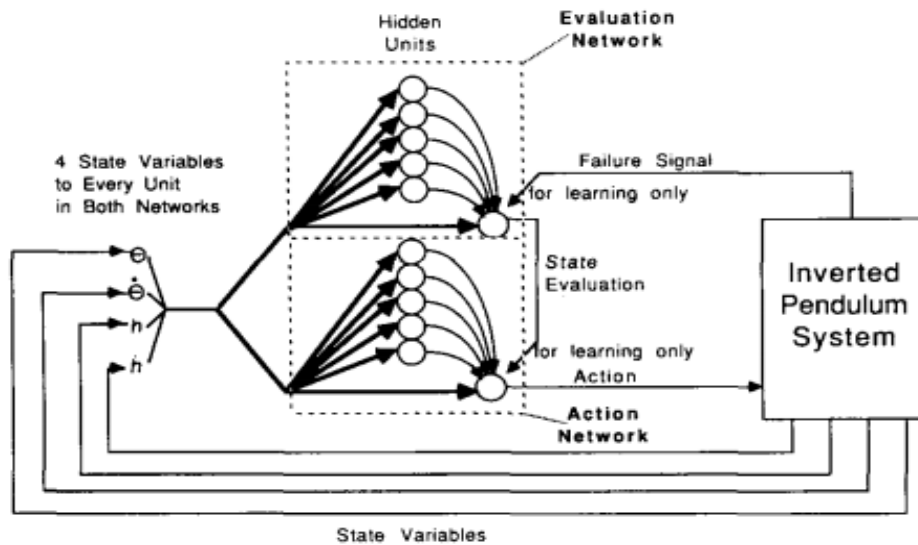 Hidden
Units
Evaluation
Network
4 State Variables
to Every Unit
in Both Networks
Failure Signal
for learning only
State
Evaluation
for learning only
Action
Action
Network
Inverted
Pendulum
System
θ
θ̇
h
ḣ
State Variables